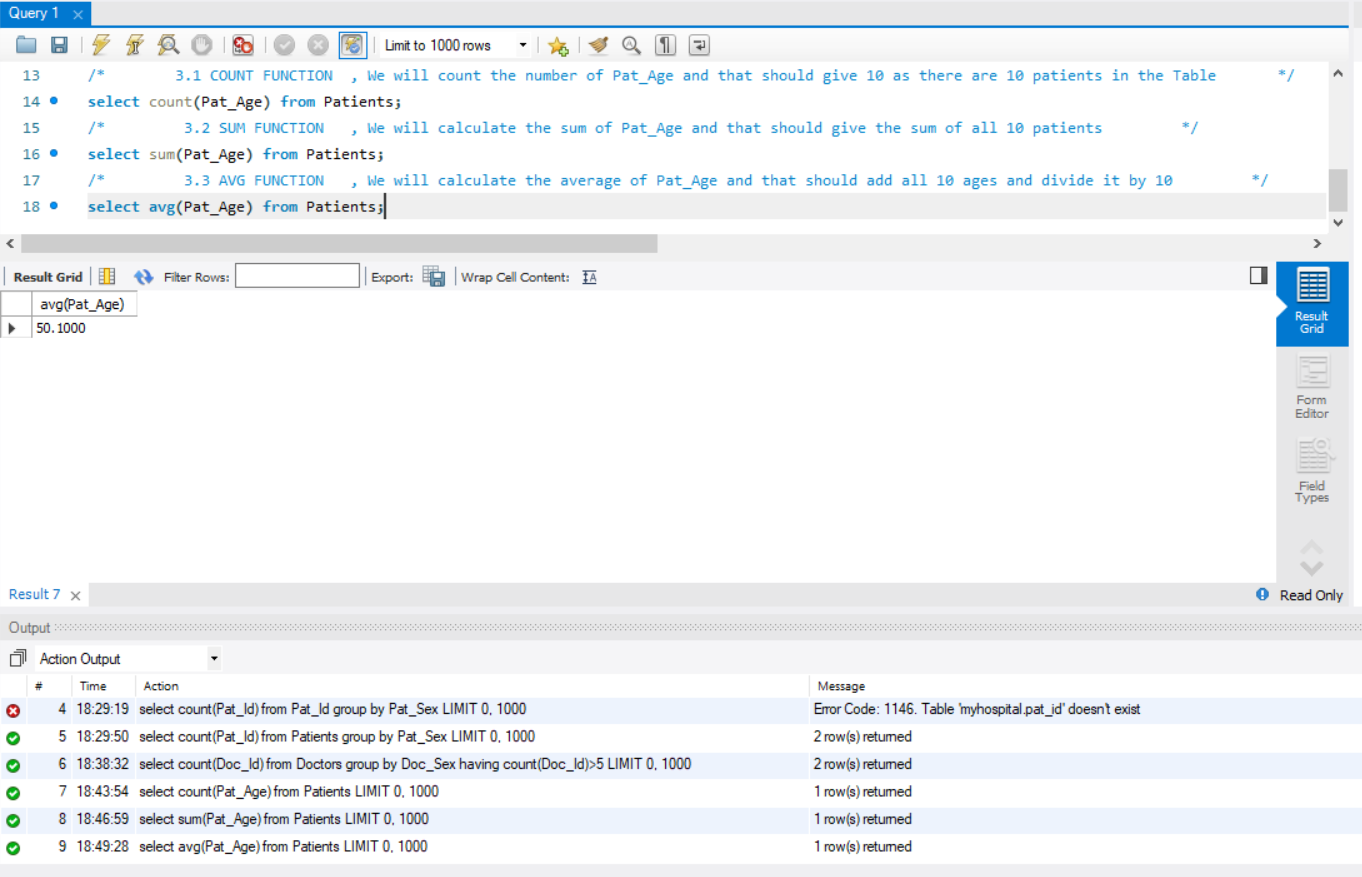 Query 1
Limit to 1000 rows
13 /* 3.1 COUNT FUNCTION , We will count the number of Pat_Age and that should give 10 as there are 10 patients in the Table */
14 select count(Pat_Age) from Patients;
15 /* 3.2 SUM FUNCTION , We will calculate the sum of Pat_Age and that should give the sum of all 10 patients */
16 select sum(Pat_Age) from Patients;
17 /* 3.3 AVG FUNCTION , We will calculate the average of Pat_Age and that should add all 10 ages and divide it by 10 */
18 select avg(Pat_Age) from Patients;
Result Grid Filter Rows: Export: Wrap Cell Content:
avg(Pat_Age)
50.1000
Result
Grid
Form
Editor
Field
Types
Result 7 Read Only
Output
Action Output
# Time Action Message
4 18:29:19 select count(Pat_Id) from Pat_Id group by Pat_Sex LIMIT 0, 1000 Error Code: 1146. Table 'myhospital.pat_id' doesn't exist
5 18:29:50 select count(Pat_Id) from Patients group by Pat_Sex LIMIT 0, 1000 2 row(s) returned
6 18:38:32 select count(Doc_Id) from Doctors group by Doc_Sex having count(Doc_Id)>5 LIMIT 0, 1000 2 row(s) returned
7 18:43:54 select count(Pat_Age) from Patients LIMIT 0, 1000 1 row(s) returned
8 18:46:59 select sum(Pat_Age) from Patients LIMIT 0, 1000 1 row(s) returned
9 18:49:28 select avg(Pat_Age) from Patients LIMIT 0, 1000 1 row(s) returned